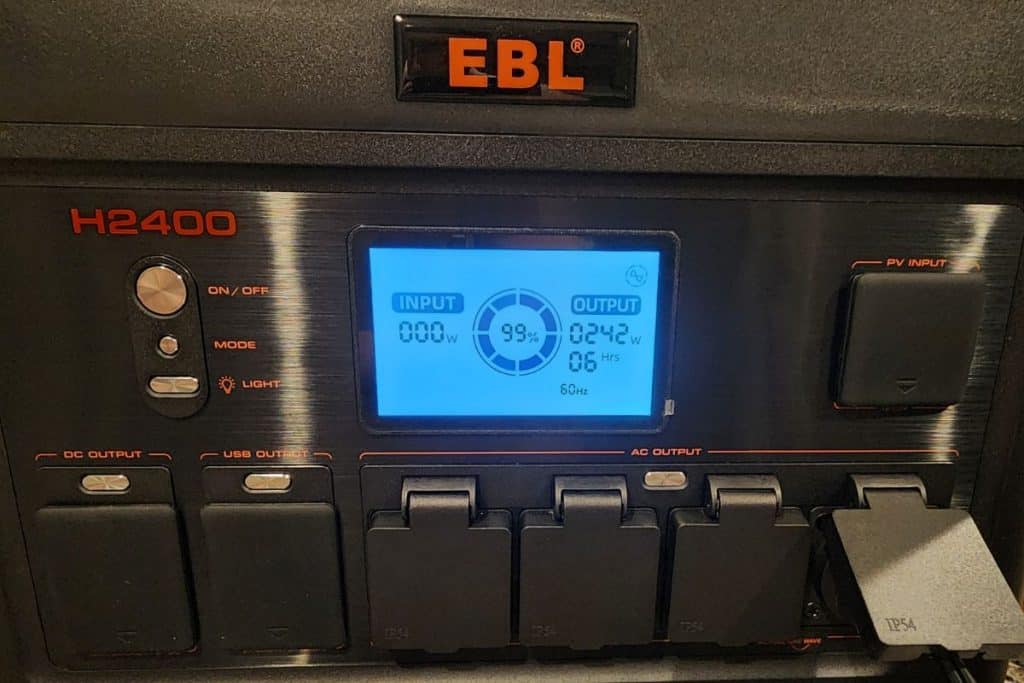 EBL®
H2400
ON/OFF
MODE
LIGHT
INPUT
000W
99%
OUTPUT
0242W
06 Hrs
60Hz
PV INPUT
DC OUTPUT
USB OUTPUT
AC OUTPUT
IP54
IP54
IP54
IP54
WAVE